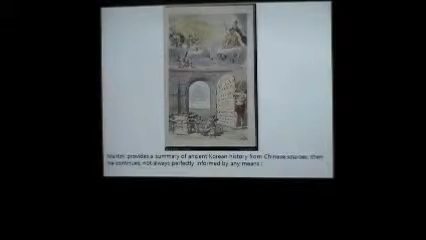 provides a summary of ancient Korean history from Chinese sources, then
he continues, not always perfectly informed by any means :